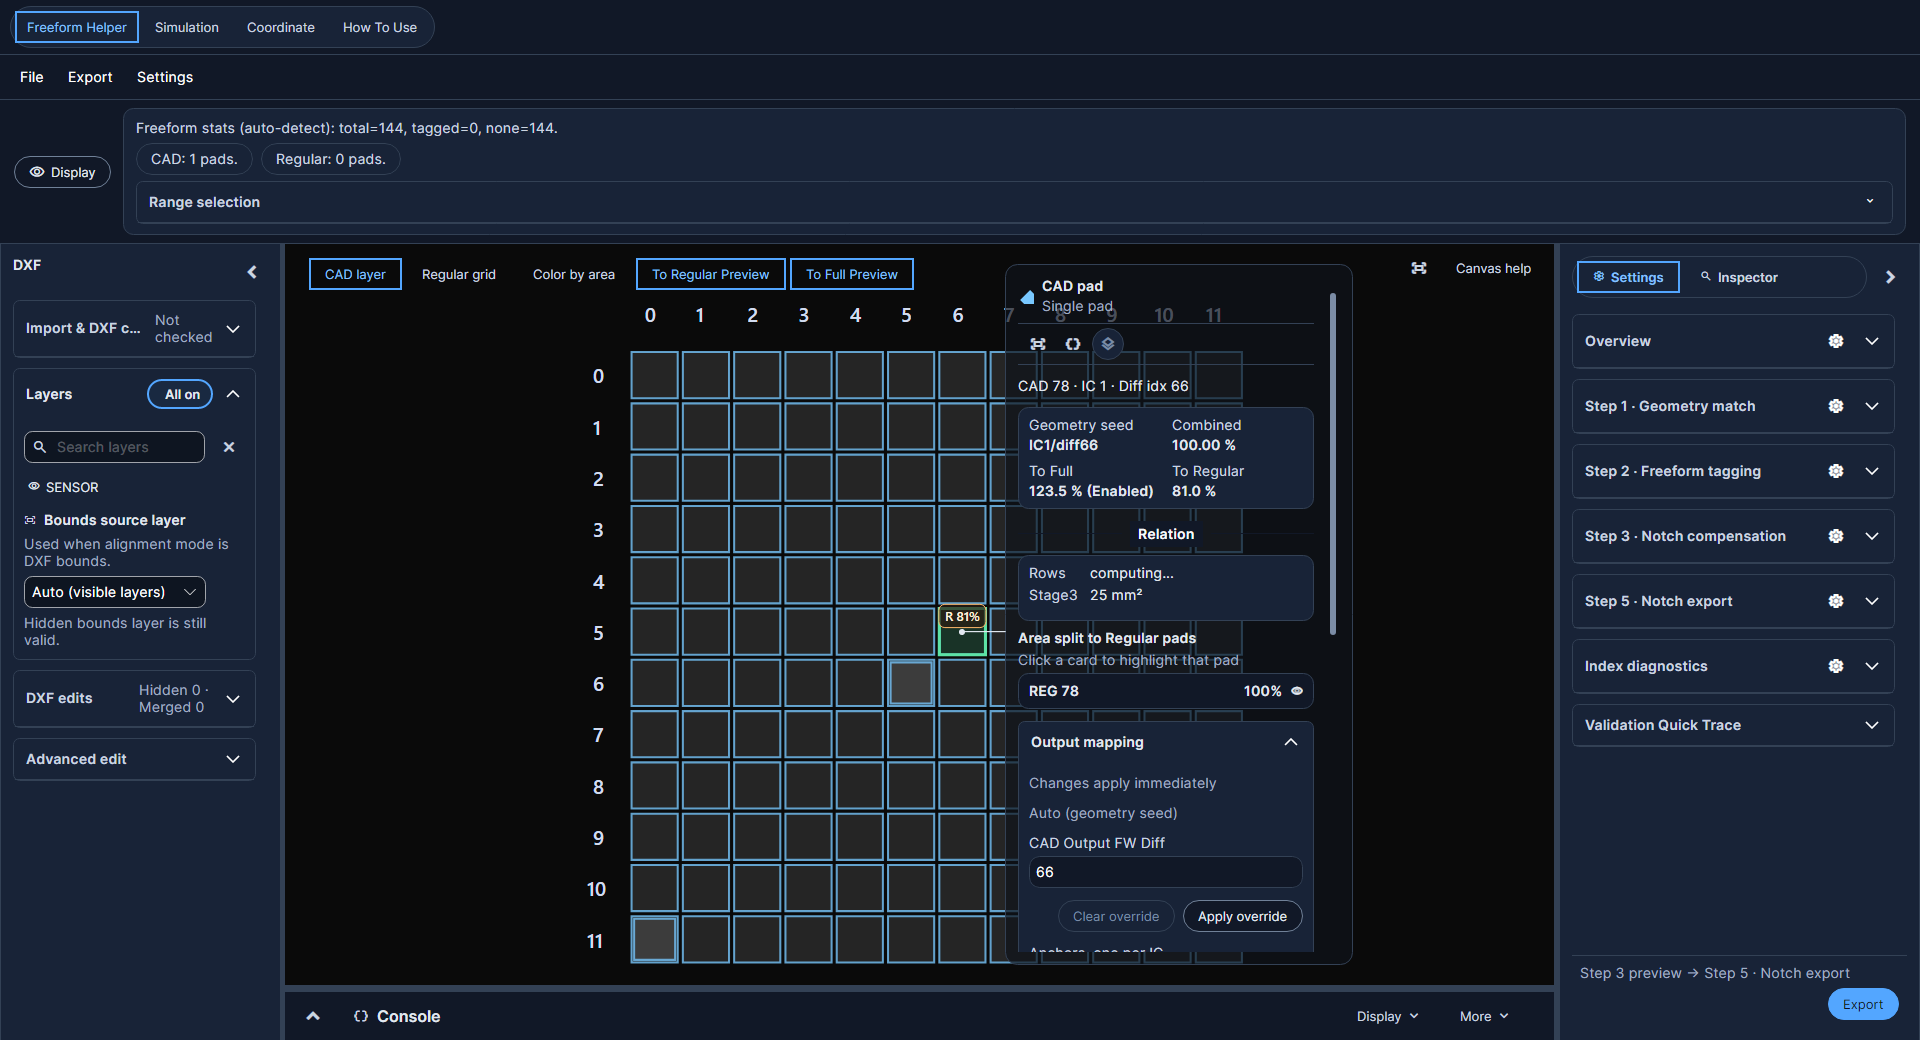 Freeform Helper
Simulation
Coordinate
How To Use
File
Export
Settings
Display
Freeform stats (auto-detect): total=144, tagged=0, none=144.
CAD: 1 pads.
Regular: 0 pads.
Range selection
DXF
Import & DXF c...
Not checked
Layers
All on
Search layers
SENSOR
Bounds source layer
Used when alignment mode is
DXF bounds.
Auto (visible layers)
Hidden bounds layer is still
valid.
DXF edits
Hidden 0 ·
Merged 0
Advanced edit
CAD layer
Regular grid
Color by area
To Regular Preview
To Full Preview
Canvas help
0 1 2 3 4 5 6 7 8 9 10 11
0
1
2
3
4
5
6
7
8
9
10
11
R 81%
CAD pad
Single pad
CAD 78 · IC 1 · Diff idx 66
Geometry seed
IC1/diff66
Combined
100.00 %
To Full
123.5 % (Enabled)
To Regular
81.0 %
Relation
Rows computing...
Stage3 25 mm²
Area split to Regular pads
Click a card to highlight that pad
REG 78 100%
Output mapping
Changes apply immediately
Auto (geometry seed)
CAD Output FW Diff
66
Clear override
Apply override
Console
Display
More
Settings
Inspector
Overview
Step 1 · Geometry match
Step 2 · Freeform tagging
Step 3 · Notch compensation
Step 5 · Notch export
Index diagnostics
Validation Quick Trace
Step 3 preview → Step 5 · Notch export
Export